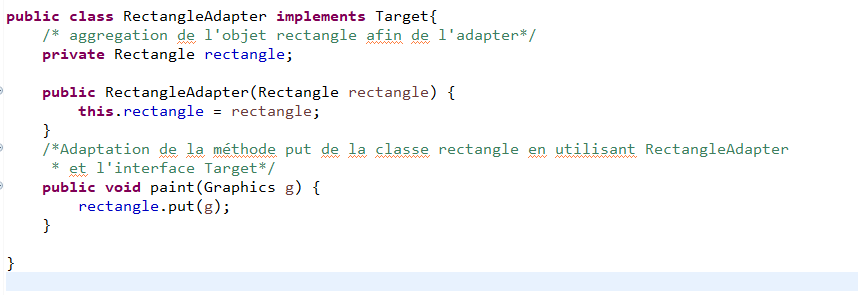 public class RectangleAdapter implements Target{
/* aggregation de l'objet rectangle afin de l'adapter*/
private Rectangle rectangle;
public RectangleAdapter(Rectangle rectangle) {
this.rectangle = rectangle;
}
/*Adaptation de la méthode put de la classe rectangle en utilisant RectangleAdapter
* et l'interface Target*/
public void paint(Graphics g) {
rectangle.put(g);
}
}